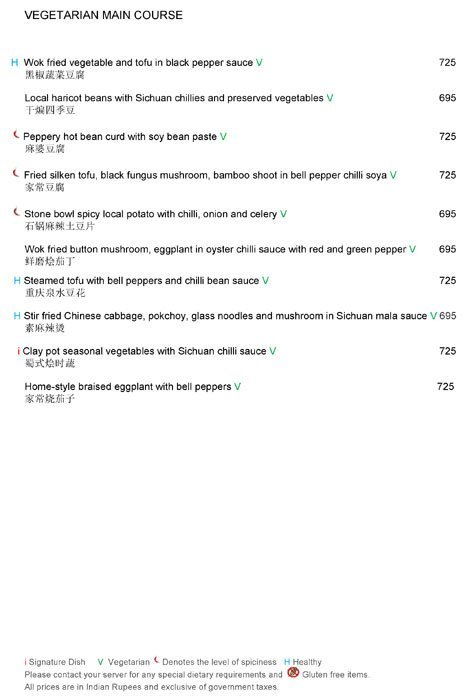 VEGETARIAN MAIN COURSE
H Wok fried vegetable and tofu in black pepper sauce V 725
黑椒蔬菜豆腐
Local haricot beans with Sichuan chillies and preserved vegetables V 695
干煸四季豆
Peppery hot bean curd with soy bean paste V 725
麻婆豆腐
Fried silken tofu, black fungus mushroom, bamboo shoot in bell pepper chilli soya V 725
家常豆腐
Stone bowl spicy local potato with chilli, onion and celery V 695
石锅麻辣土豆片
Wok fried button mushroom, eggplant in oyster chilli sauce with red and green pepper V 695
鲜磨烩茄丁
H Steamed tofu with bell peppers and chilli bean sauce V 725
重庆泉水豆花
H Stir fried Chinese cabbage, pokchoy, glass noodles and mushroom in Sichuan mala sauce V 695
素麻辣烫
i Clay pot seasonal vegetables with Sichuan chilli sauce V 725
蜀式烩时蔬
Home-style braised eggplant with bell peppers V 725
家常烧茄子
i Signature Dish V Vegetarian Denotes the level of spiciness H Healthy
Please contact your server for any special dietary requirements and Gluten free items.
All prices are in Indian Rupees and exclusive of government taxes.